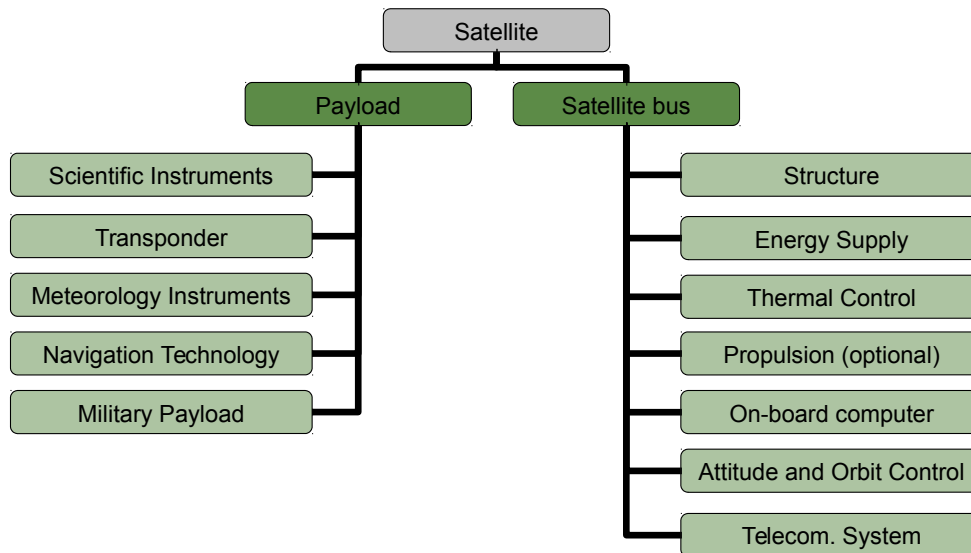 Satellite
Payload
Satellite bus
Scientific Instruments
Transponder
Meteorology Instruments
Navigation Technology
Military Payload
Structure
Energy Supply
Thermal Control
Propulsion (optional)
On-board computer
Attitude and Orbit Control
Telecom. System